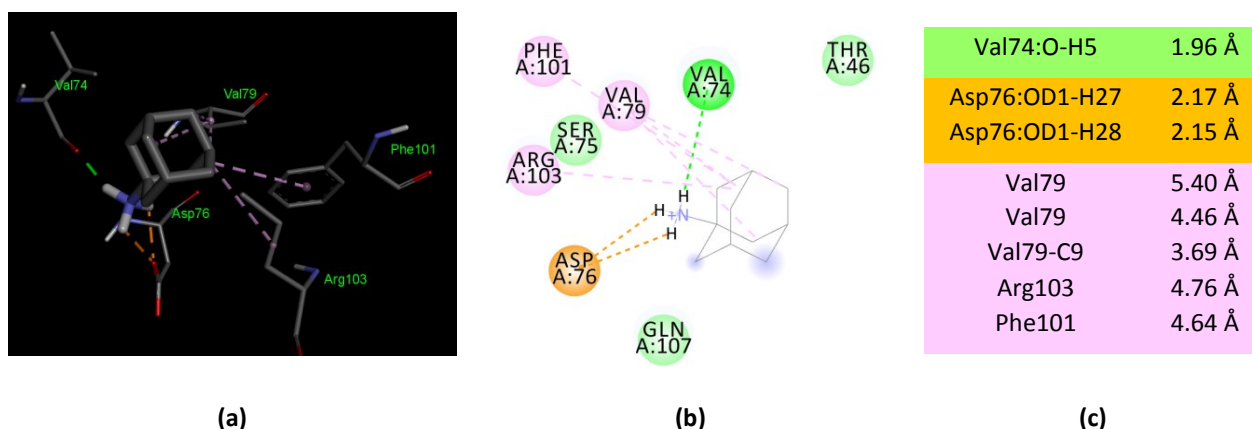 Val74
Val79
Phe101
Asp76
Arg103
PHE
A:101
VAL
A:79
VAL
A:74
THR
A:46
SER
A:75
ARG
A:103
H
H
+N
H
ASP
A:76
GLN
A:107
Val74:O-H5 1.96 Å
Asp76:OD1-H27 2.17 Å
Asp76:OD1-H28 2.15 Å
Val79 5.40 Å
Val79 4.46 Å
Val79-C9 3.69 Å
Arg103 4.76 Å
Phe101 4.64 Å
(a) (b) (c)